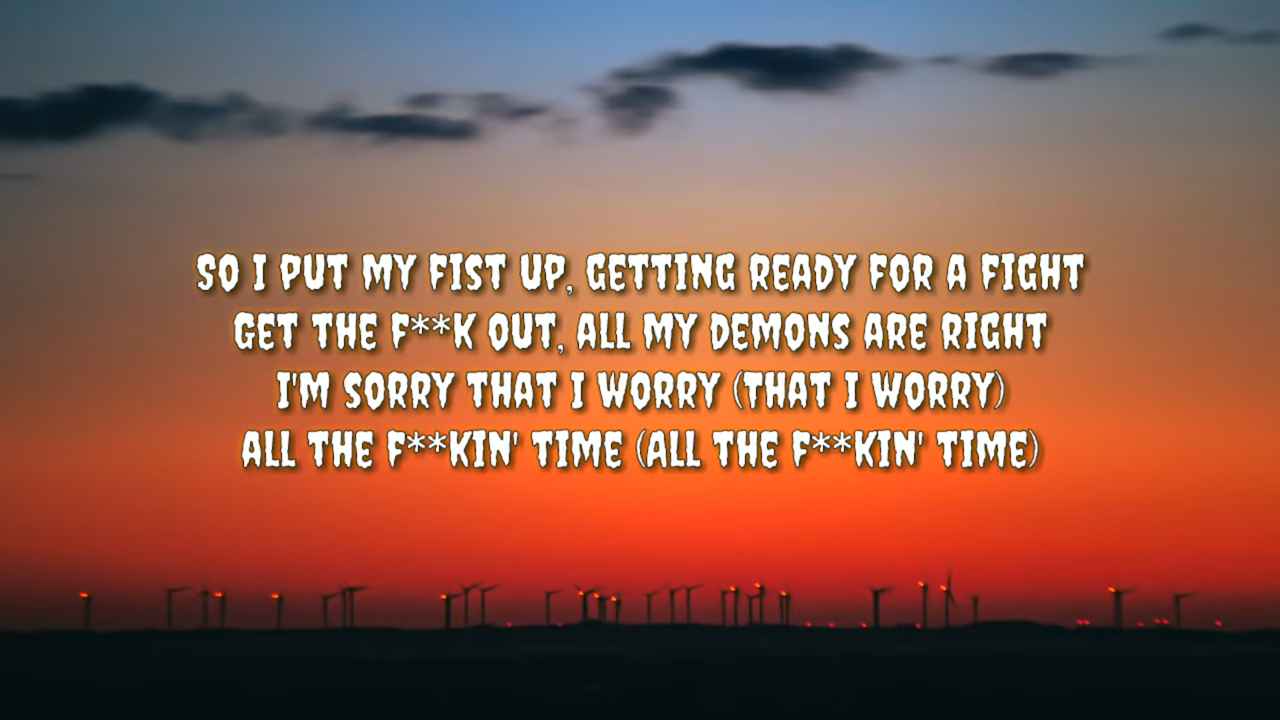 SO I PUT MY FIST UP, GETTING READY FOR A FIGHT
GET THE F**K OUT, ALL MY DEMONS ARE RIGHT
I'M SORRY THAT I WORRY (THAT I WORRY)
ALL THE F**KIN' TIME (ALL THE F**KIN' TIME)